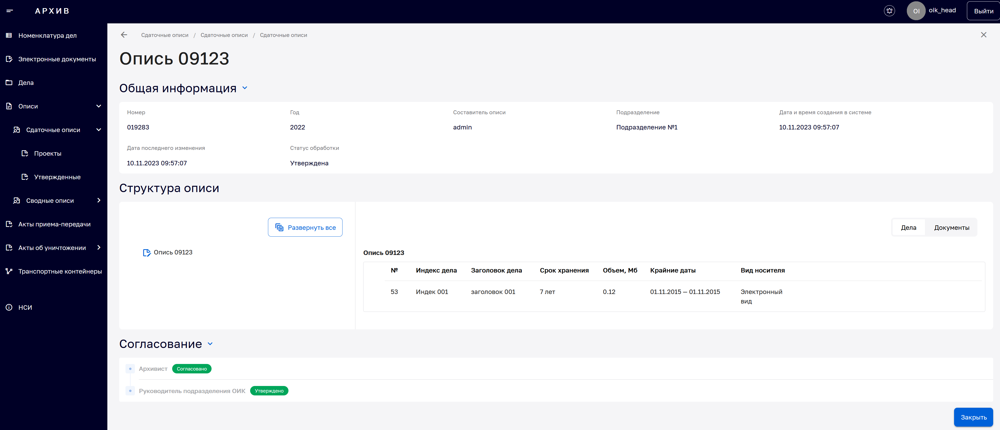 АРХИВ
OI
oik_head
Выйти
Номенклатура дел
Электронные документы
Дела
Описи
Сдаточные описи
Проекты
Утвержденные
Сводные описи
Акты приема-передачи
Акты об уничтожении
Транспортные контейнеры
НСИ
Сдаточные описи / Сдаточные описи / Сдаточные описи
Опись 09123
Общая информация
Номер Год Составитель описи Подразделение Дата и время создания в системе
019283 2022 admin Подразделение №1 10.11.2023 09:57:07
Дата последнего изменения Статус обработки
10.11.2023 09:57:07 Утверждена
Структура описи
Развернуть все
Опись 09123
Дела Документы
Опись 09123
№ Индекс дела Заголовок дела Срок хранения Объем, Мб Крайние даты Вид носителя
53 Индек 001 заголовок 001 7 лет 0.12 01.11.2015 — 01.11.2015 Электронный
вид
Согласование
Архивист Согласовано
Руководитель подразделения ОИК Утверждено
Закрыть